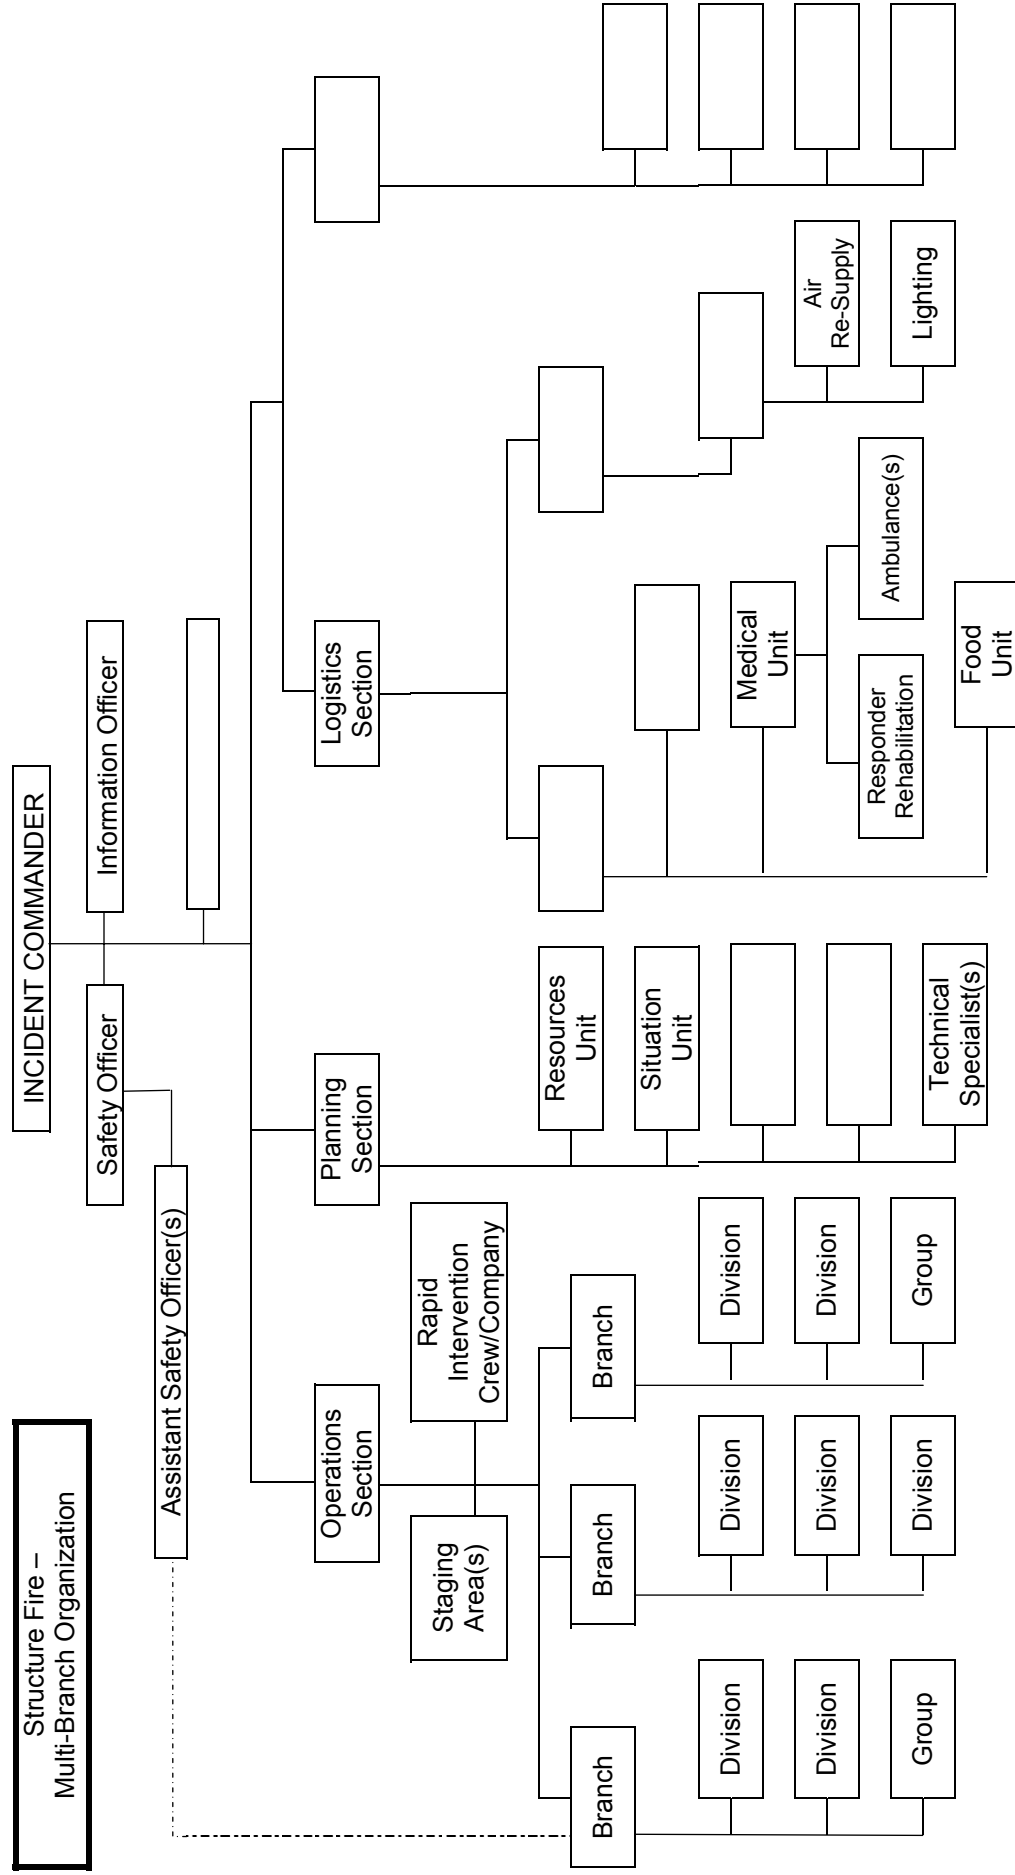 Structure Fire –
Multi-Branch Organization
INCIDENT COMMANDER
Safety Officer
Information Officer
Assistant Safety Officer(s)
Operations
Section
Planning
Section
Logistics
Section
Staging
Area(s)
Rapid
Intervention
Crew/Company
Branch
Branch
Branch
Division
Division
Group
Division
Division
Division
Division
Division
Group
Resources
Unit
Situation
Unit
Technical
Specialist(s)
Medical
Unit
Responder
Rehabilitation
Ambulance(s)
Food
Unit
Air
Re-Supply
Lighting